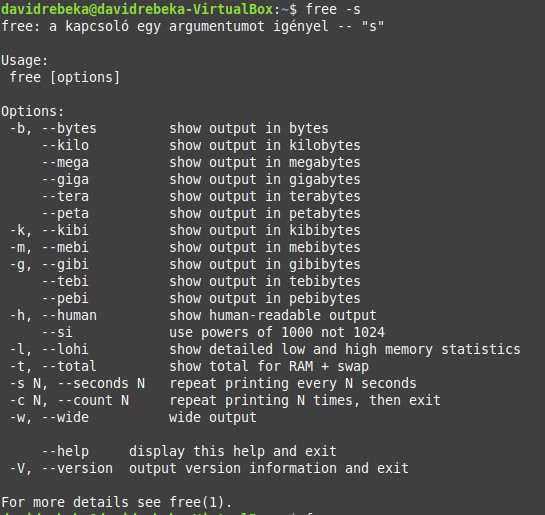 davidrebeka@davidrebeka-VirtualBox:~$ free -s
free: a kapcsoló egy argumentumot igényel -- "s"

Usage:
 free [options]

Options:
 -b, --bytes         show output in bytes
     --kilo          show output in kilobytes
     --mega          show output in megabytes
     --giga          show output in gigabytes
     --tera          show output in terabytes
     --peta          show output in petabytes
 -k, --kibi          show output in kibibytes
 -m, --mebi          show output in mebibytes
 -g, --gibi          show output in gibibytes
     --tebi          show output in tebibytes
     --pebi          show output in pebibytes
 -h, --human         show human-readable output
     --si            use powers of 1000 not 1024
 -l, --lohi          show detailed low and high memory statistics
 -t, --total         show total for RAM + swap
 -s N, --seconds N   repeat printing every N seconds
 -c N, --count N     repeat printing N times, then exit
 -w, --wide          wide output

     --help     display this help and exit
 -V, --version  output version information and exit

For more details see free(1).